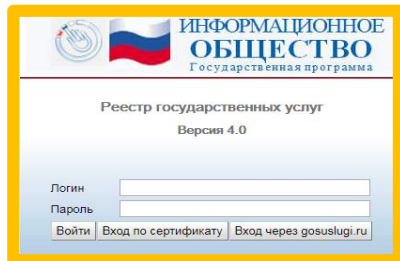 ИНФОРМАЦИОННОЕ
ОБЩЕСТВО
Государственная программа
Реестр государственных услуг
Версия 4.0
Логин
Пароль
Войти Вход по сертификату Вход через gosuslugi.ru